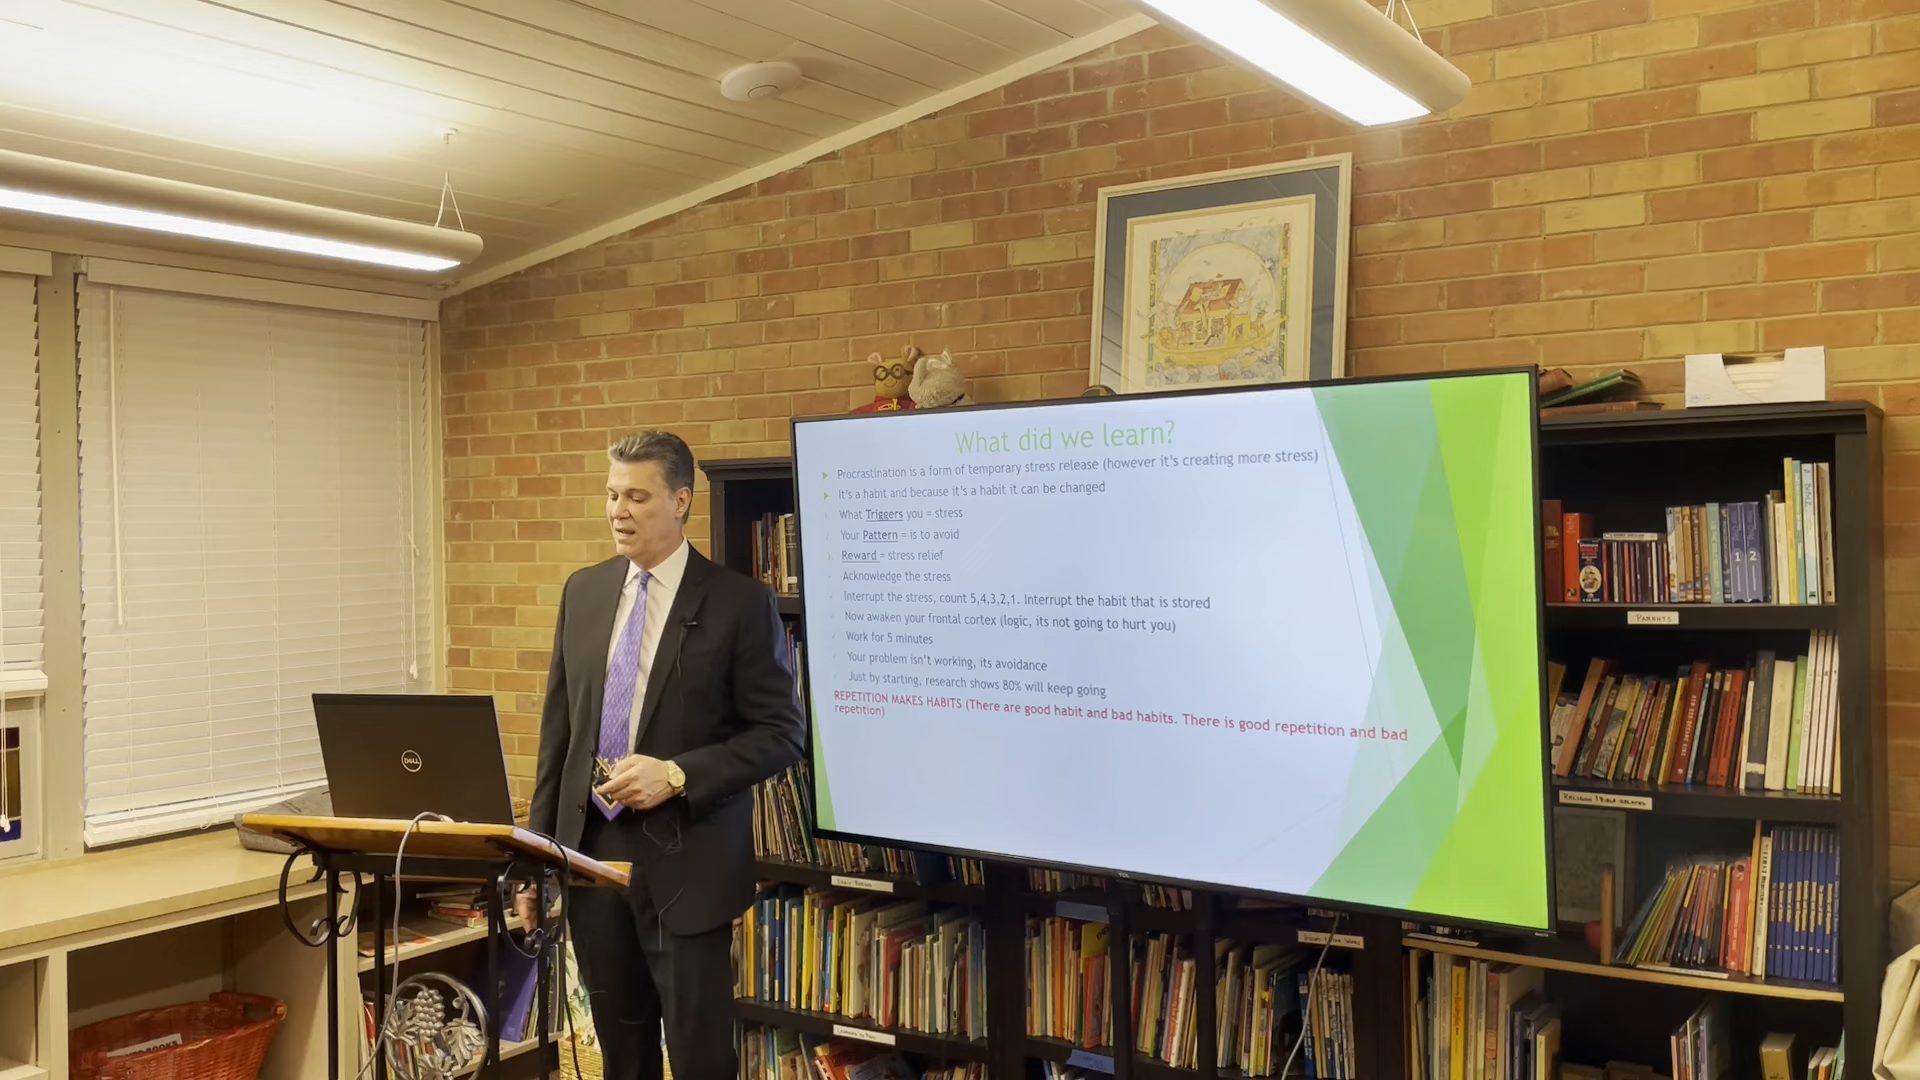 What did we learn?
Procrastination is a form of temporary stress release (however it's creating more stress)
It's a habit and because it's a habit it can be changed
What Triggers you = stress
Your Pattern = is to avoid
Reward = stress relief
Acknowledge the stress
Interrupt the stress, count 5,4,3,2,1. Interrupt the habit that is stored
Now awaken your frontal cortex (logic, its not going to hurt you)
Work for 5 minutes
Your problem isn't working, its avoidance
Just by starting, research shows 80% will keep going
REPETITION MAKES HABITS (There are good habit and bad habits. There is good repetition and bad
repetition)
DELL
TCL
PARENTS
1 2
BOOKS